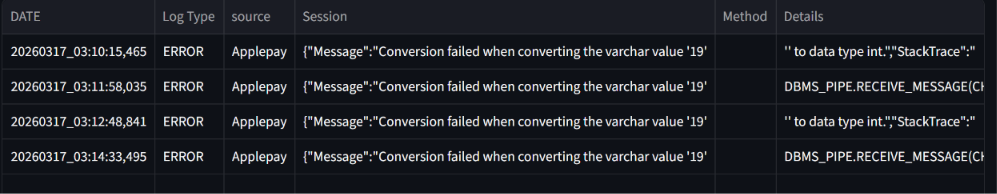 DATE Log Type source Session Method Details
20260317_03:10:15,465 ERROR Applepay {"Message":"Conversion failed when converting the varchar value '19' '' to data type int.","StackTrace":"
20260317_03:11:58,035 ERROR Applepay {"Message":"Conversion failed when converting the varchar value '19' DBMS_PIPE.RECEIVE_MESSAGE(CH
20260317_03:12:48,841 ERROR Applepay {"Message":"Conversion failed when converting the varchar value '19' '' to data type int.","StackTrace":"
20260317_03:14:33,495 ERROR Applepay {"Message":"Conversion failed when converting the varchar value '19' DBMS_PIPE.RECEIVE_MESSAGE(CH